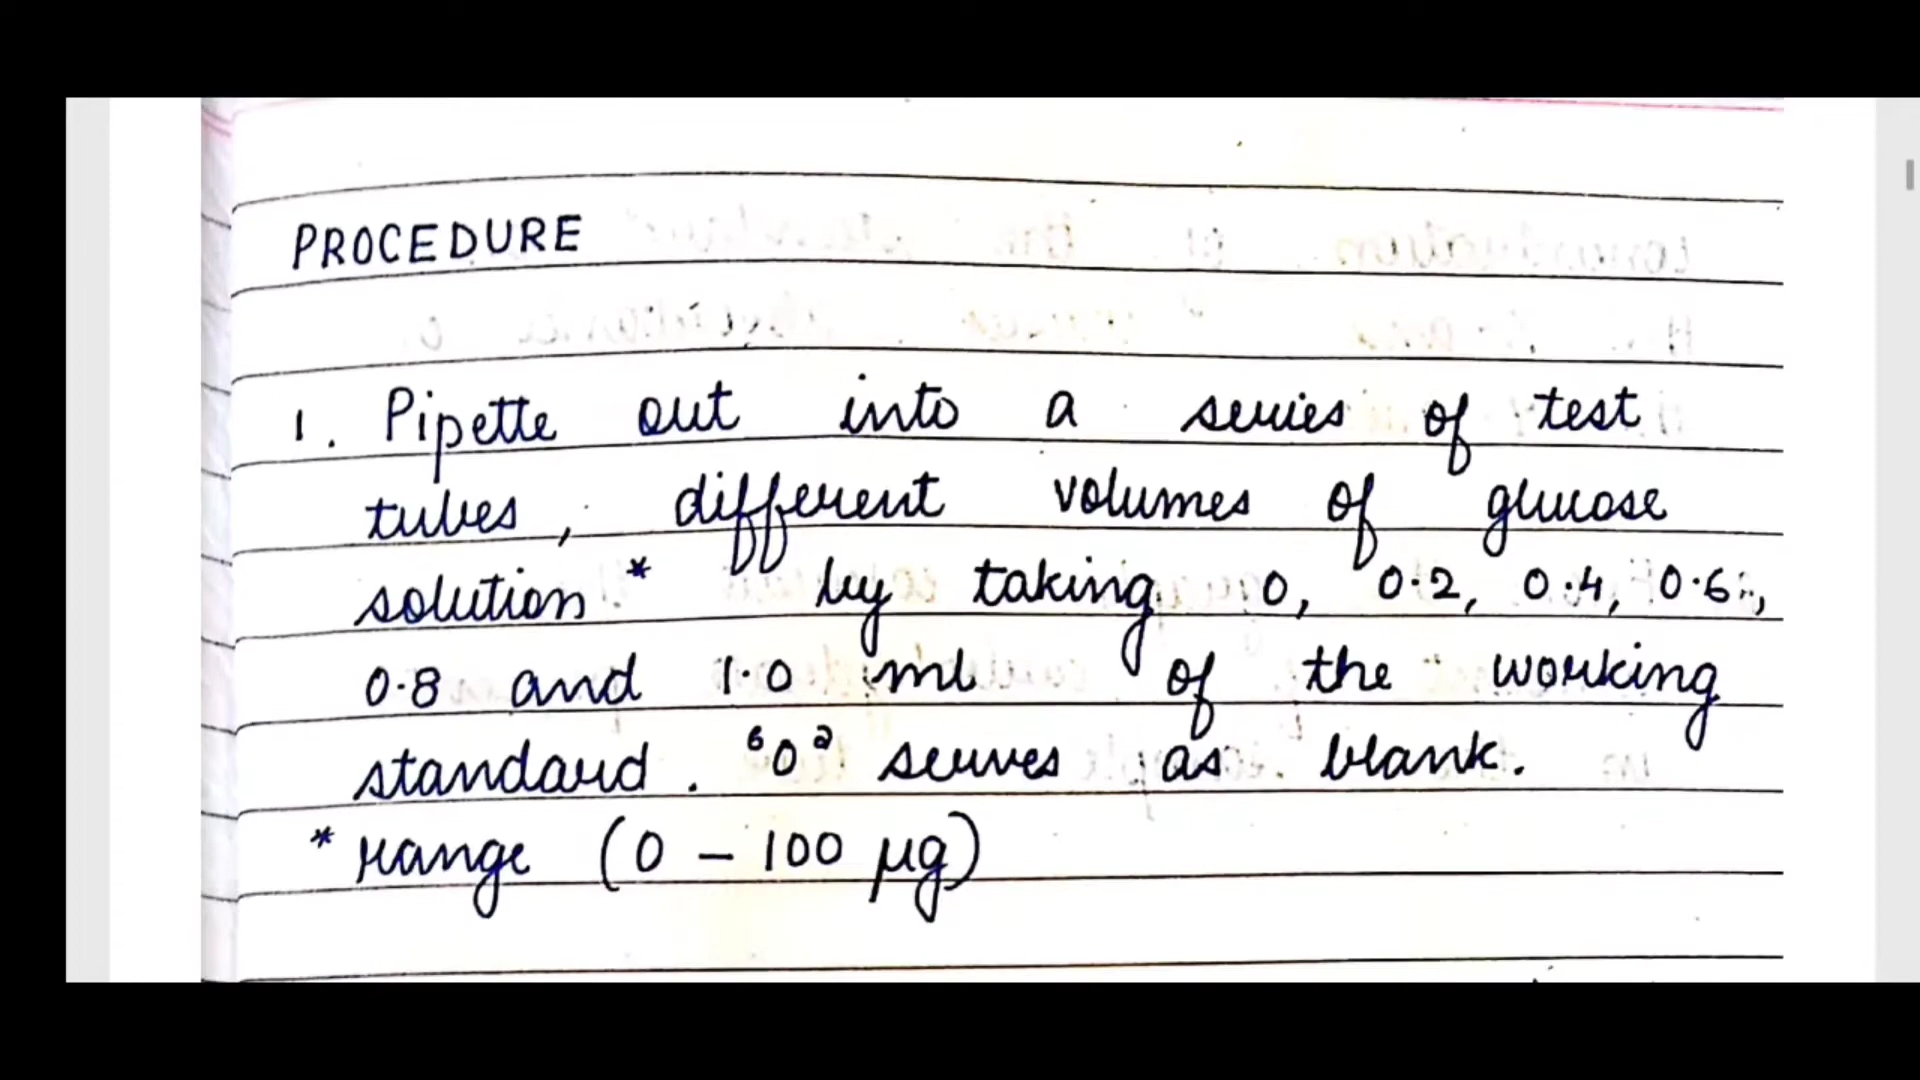 PROCEDURE
1. Pipette out into a series of test
tubes, different volumes of glucose
solution* by taking 0, 0.2, 0.4, 0.6,
0.8 and 1.0 ml of the working
standard. '0' serves as blank.
* range (0 - 100 μg)